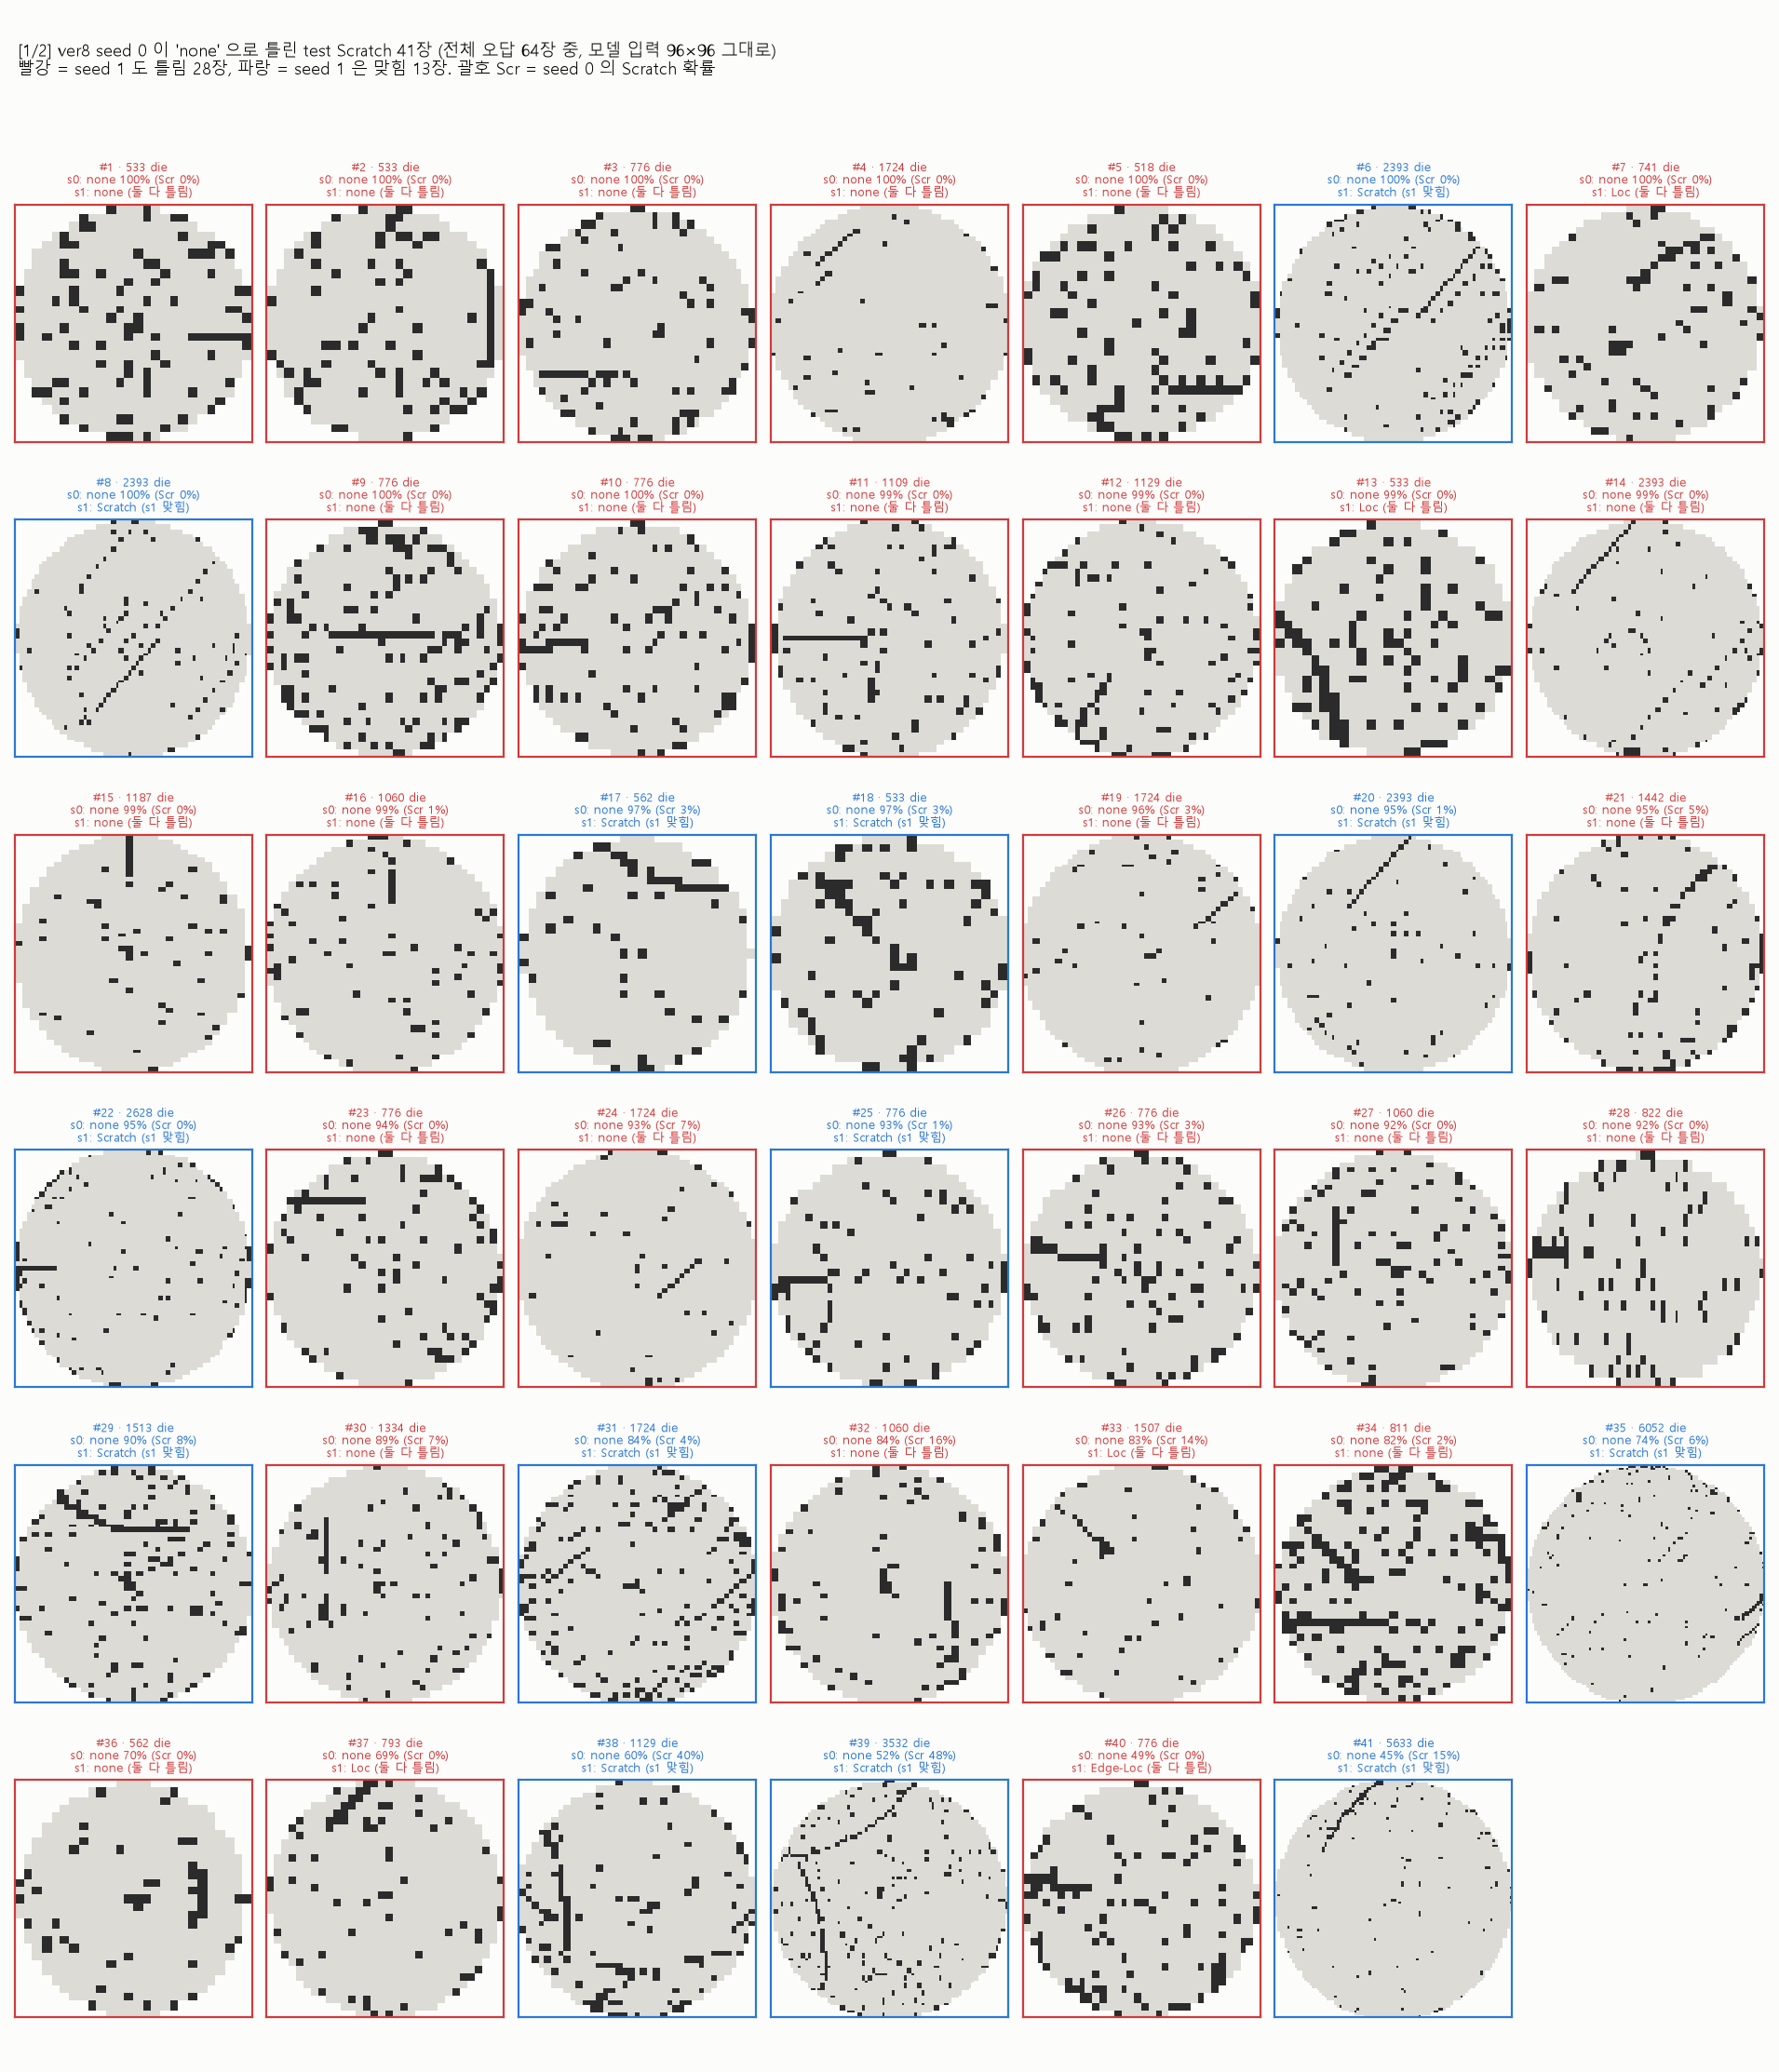 [1/2] ver8 seed 0 이 'none' 으로 틀린 test Scratch 41장 (전체 오답 64장 중, 모델 입력 96×96 그대로)
빨강 = seed 1 도 틀림 28장, 파랑 = seed 1 은 맞힘 13장. 괄호 Scr = seed 0 의 Scratch 확률
#1 · 533 die
s0: none 100% (Scr 0%)
s1: none (둘 다 틀림)
#2 · 533 die
s0: none 100% (Scr 0%)
s1: none (둘 다 틀림)
#3 · 776 die
s0: none 100% (Scr 0%)
s1: none (둘 다 틀림)
#4 · 1724 die
s0: none 100% (Scr 0%)
s1: none (둘 다 틀림)
#5 · 518 die
s0: none 100% (Scr 0%)
s1: none (둘 다 틀림)
#6 · 2393 die
s0: none 100% (Scr 0%)
s1: Scratch (s1 맞힘)
#7 · 741 die
s0: none 100% (Scr 0%)
s1: Loc (둘 다 틀림)
#8 · 2393 die
s0: none 100% (Scr 0%)
s1: Scratch (s1 맞힘)
#9 · 776 die
s0: none 100% (Scr 0%)
s1: none (둘 다 틀림)
#10 · 776 die
s0: none 100% (Scr 0%)
s1: none (둘 다 틀림)
#11 · 1109 die
s0: none 99% (Scr 0%)
s1: none (둘 다 틀림)
#12 · 1129 die
s0: none 99% (Scr 0%)
s1: none (둘 다 틀림)
#13 · 533 die
s0: none 99% (Scr 0%)
s1: Loc (둘 다 틀림)
#14 · 2393 die
s0: none 99% (Scr 0%)
s1: none (둘 다 틀림)
#15 · 1187 die
s0: none 99% (Scr 0%)
s1: none (둘 다 틀림)
#16 · 1060 die
s0: none 99% (Scr 1%)
s1: none (둘 다 틀림)
#17 · 562 die
s0: none 97% (Scr 3%)
s1: Scratch (s1 맞힘)
#18 · 533 die
s0: none 97% (Scr 3%)
s1: Scratch (s1 맞힘)
#19 · 1724 die
s0: none 96% (Scr 3%)
s1: none (둘 다 틀림)
#20 · 2393 die
s0: none 95% (Scr 1%)
s1: Scratch (s1 맞힘)
#21 · 1442 die
s0: none 95% (Scr 5%)
s1: none (둘 다 틀림)
#22 · 2628 die
s0: none 95% (Scr 0%)
s1: Scratch (s1 맞힘)
#23 · 776 die
s0: none 94% (Scr 0%)
s1: none (둘 다 틀림)
#24 · 1724 die
s0: none 93% (Scr 7%)
s1: none (둘 다 틀림)
#25 · 776 die
s0: none 93% (Scr 1%)
s1: Scratch (s1 맞힘)
#26 · 776 die
s0: none 93% (Scr 3%)
s1: none (둘 다 틀림)
#27 · 1060 die
s0: none 92% (Scr 0%)
s1: none (둘 다 틀림)
#28 · 822 die
s0: none 92% (Scr 0%)
s1: none (둘 다 틀림)
#29 · 1513 die
s0: none 90% (Scr 8%)
s1: Scratch (s1 맞힘)
#30 · 1334 die
s0: none 89% (Scr 7%)
s1: none (둘 다 틀림)
#31 · 1724 die
s0: none 84% (Scr 4%)
s1: Scratch (s1 맞힘)
#32 · 1060 die
s0: none 84% (Scr 16%)
s1: none (둘 다 틀림)
#33 · 1507 die
s0: none 83% (Scr 14%)
s1: Loc (둘 다 틀림)
#34 · 811 die
s0: none 82% (Scr 2%)
s1: none (둘 다 틀림)
#35 · 6052 die
s0: none 74% (Scr 6%)
s1: Scratch (s1 맞힘)
#36 · 562 die
s0: none 70% (Scr 0%)
s1: none (둘 다 틀림)
#37 · 793 die
s0: none 69% (Scr 0%)
s1: Loc (둘 다 틀림)
#38 · 1129 die
s0: none 60% (Scr 40%)
s1: Scratch (s1 맞힘)
#39 · 3532 die
s0: none 52% (Scr 48%)
s1: Scratch (s1 맞힘)
#40 · 776 die
s0: none 49% (Scr 0%)
s1: Edge-Loc (둘 다 틀림)
#41 · 5633 die
s0: none 45% (Scr 15%)
s1: Scratch (s1 맞힘)